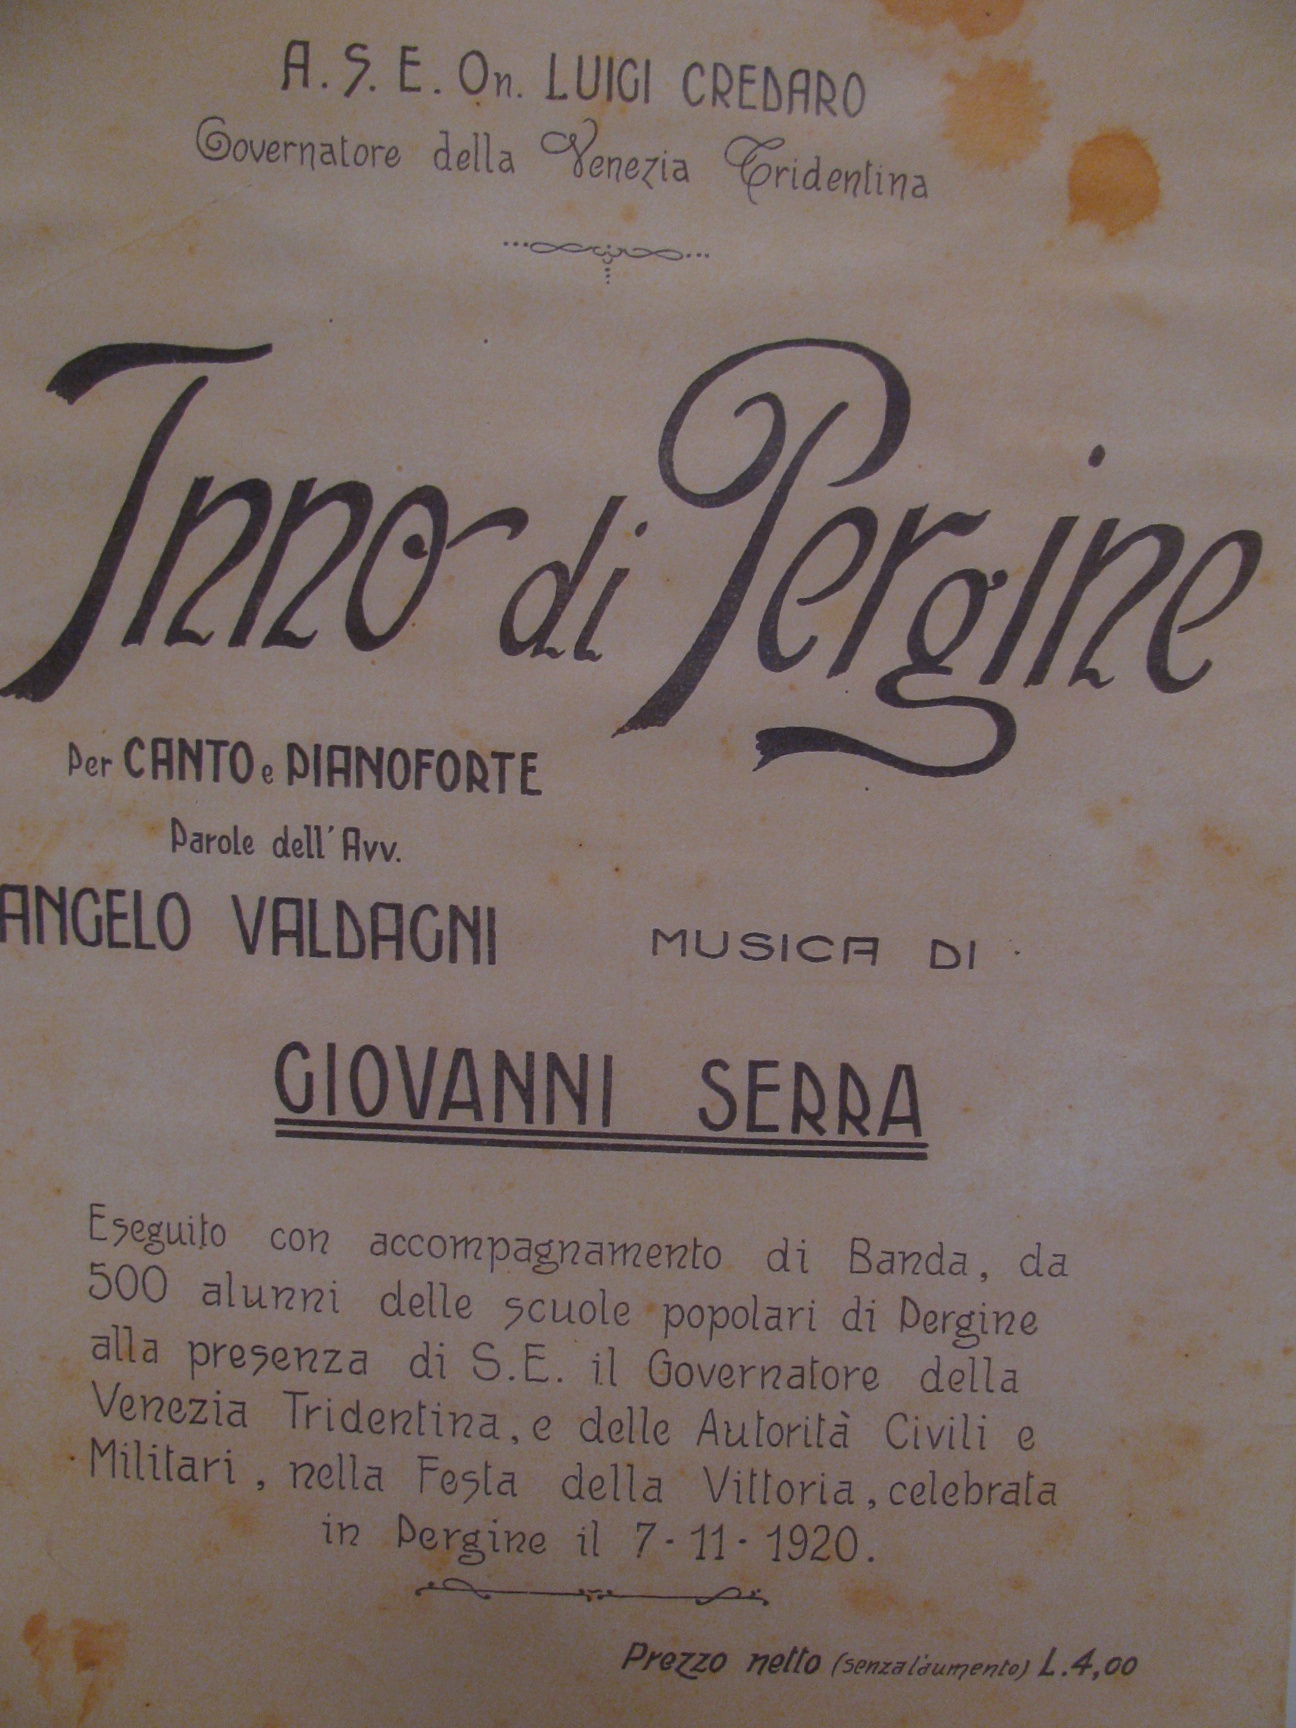 A. S. E. On. LUIGI CREDARO
Governatore della Venezia Tridentina
Inno di Pergine
Per CANTO e PIANOFORTE
Parole dell'Avv.
ANGELO VALDAGNI
MUSICA DI
GIOVANNI SERRA
Eseguito con accompagnamento di Banda, da
500 alunni delle scuole popolari di Pergine
alla presenza di S.E. il Governatore della
Venezia Tridentina, e delle Autorità Civili e
Militari, nella Festa della Vittoria, celebrata
in Pergine il 7-11-1920.
Prezzo netto (senza l'aumento) L.4,00